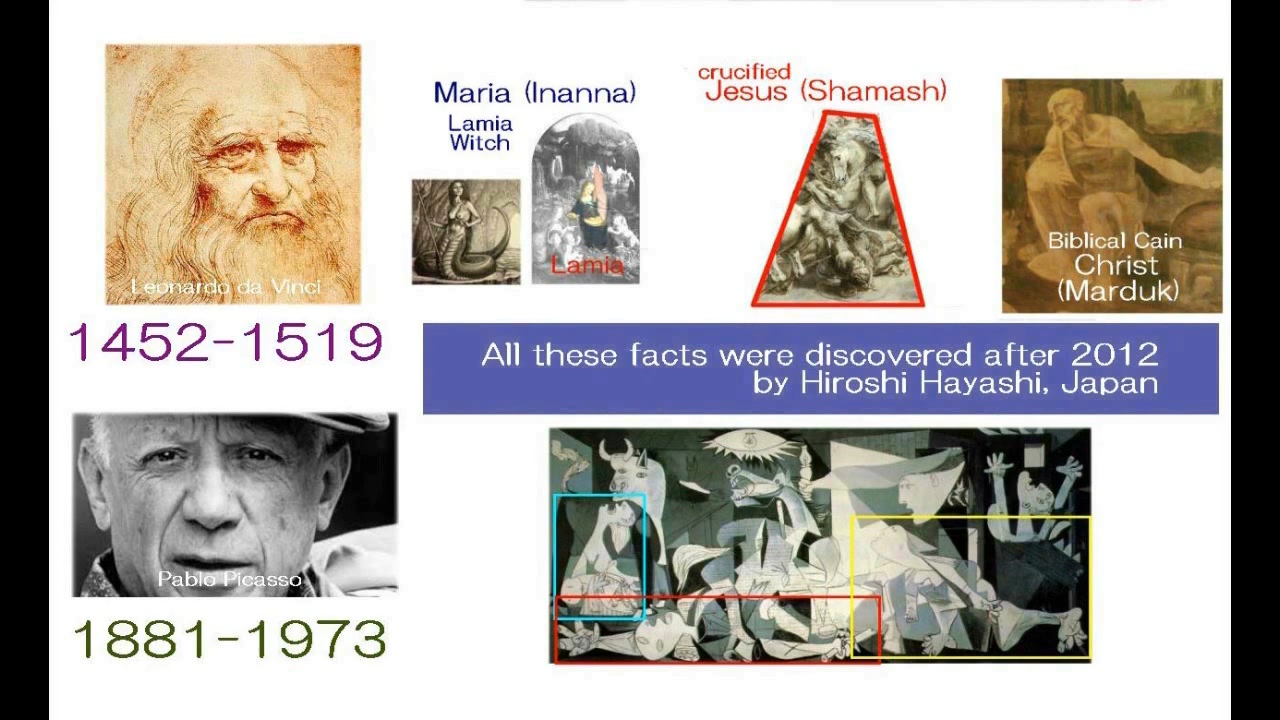 Leonardo da Vinci
1452-1519
Maria (Inanna)
Lamia
Witch
Lamia
crucified
Jesus (Shamash)
Biblical Cain
Christ
(Marduk)
All these facts were discovered after 2012
by Hiroshi Hayashi, Japan
Pablo Picasso
1881-1973